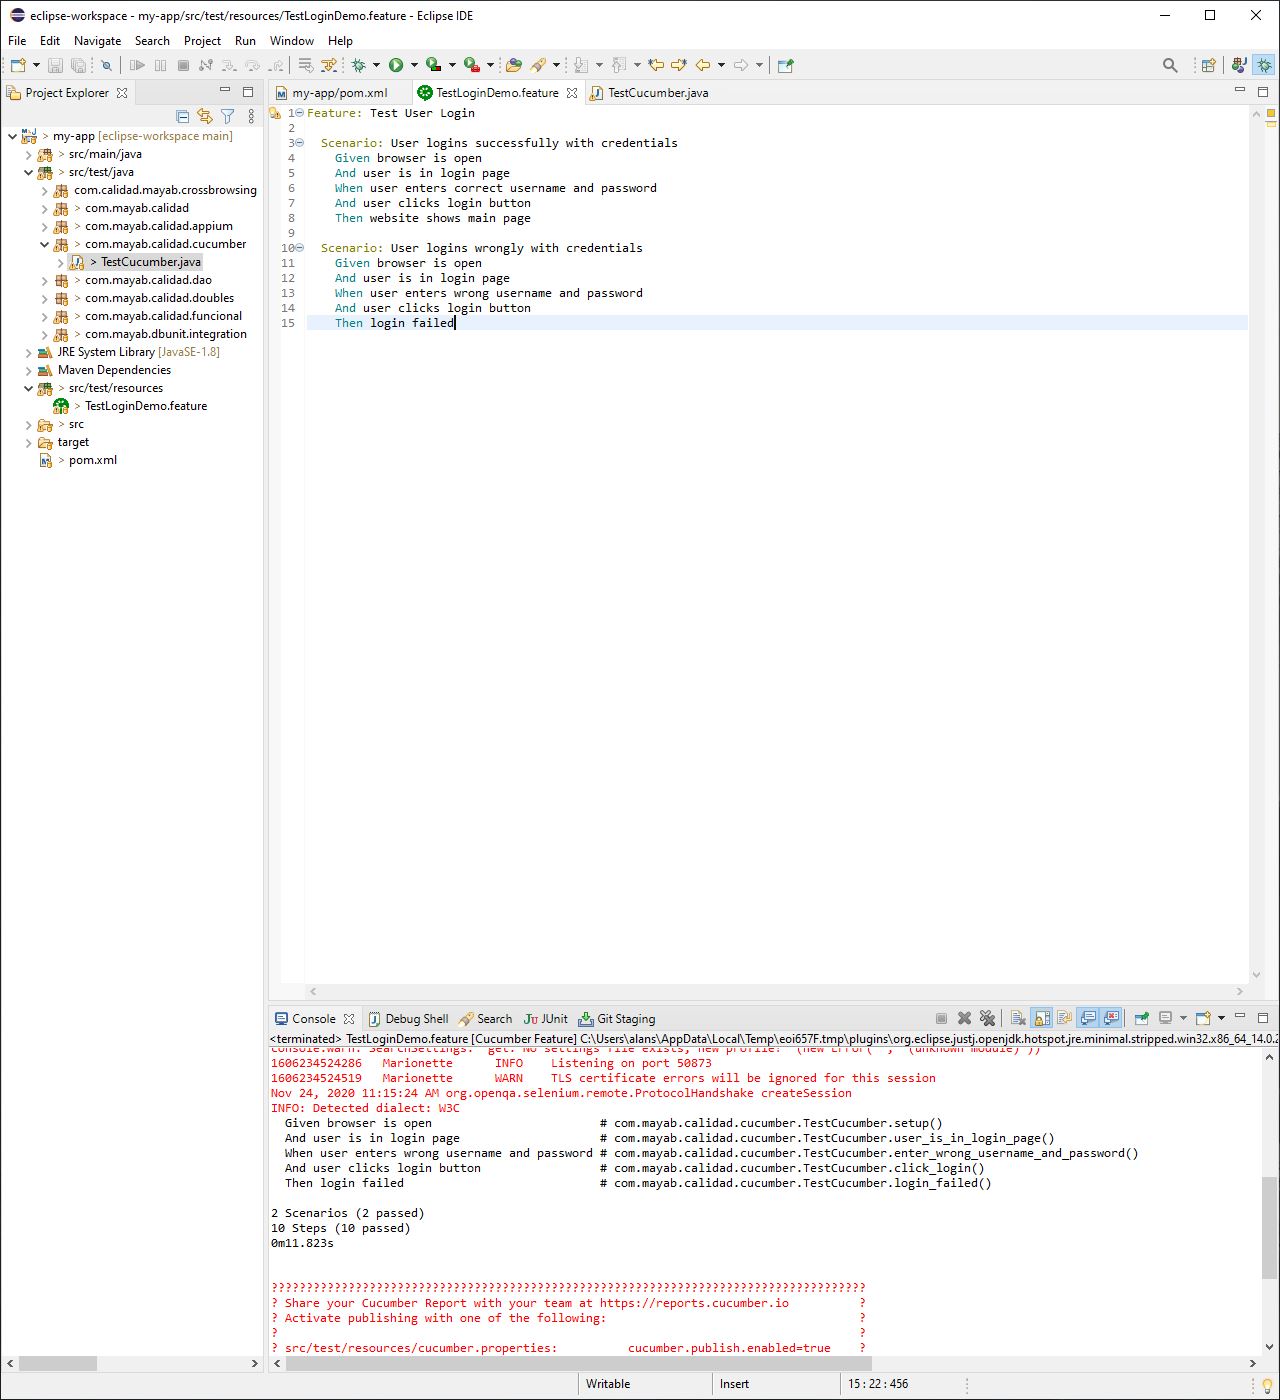 eclipse-workspace - my-app/src/test/resources/TestLoginDemo.feature - Eclipse IDE
File Edit Navigate Search Project Run Window Help
Project Explorer
my-app/pom.xml TestLoginDemo.feature TestCucumber.java
> my-app [eclipse-workspace main]
> src/main/java
> src/test/java
com.calidad.mayab.crossbrowsing
> com.mayab.calidad
> com.mayab.calidad.appium
> com.mayab.calidad.cucumber
> TestCucumber.java
> com.mayab.calidad.dao
> com.mayab.calidad.doubles
> com.mayab.calidad.funcional
> com.mayab.dbunit.integration
JRE System Library [JavaSE-1.8]
Maven Dependencies
> src/test/resources
> TestLoginDemo.feature
> src
target
> pom.xml
1 Feature: Test User Login
2
3 Scenario: User logins successfully with credentials
4 Given browser is open
5 And user is in login page
6 When user enters correct username and password
7 And user clicks login button
8 Then website shows main page
9
10 Scenario: User logins wrongly with credentials
11 Given browser is open
12 And user is in login page
13 When user enters wrong username and password
14 And user clicks login button
15 Then login failed
Console Debug Shell Search JUnit Git Staging
<terminated> TestLoginDemo.feature [Cucumber Feature] C:\Users\alans\AppData\Local\Temp\eoi657F.tmp\plugins\org.eclipse.justj.openjdk.hotspot.jre.minimal.stripped.win32.x86_64_14.0.2
console.warn: SearchSettings: "get: No settings file exists, new profile?" (new Error("", "(unknown module)"))
1606234524286 Marionette INFO Listening on port 50873
1606234524519 Marionette WARN TLS certificate errors will be ignored for this session
Nov 24, 2020 11:15:24 AM org.openqa.selenium.remote.ProtocolHandshake createSession
INFO: Detected dialect: W3C
Given browser is open # com.mayab.calidad.cucumber.TestCucumber.setup()
And user is in login page # com.mayab.calidad.cucumber.TestCucumber.user_is_in_login_page()
When user enters wrong username and password # com.mayab.calidad.cucumber.TestCucumber.enter_wrong_username_and_password()
And user clicks login button # com.mayab.calidad.cucumber.TestCucumber.click_login()
Then login failed # com.mayab.calidad.cucumber.TestCucumber.login_failed()
2 Scenarios (2 passed)
10 Steps (10 passed)
0m11.823s
?????????????????????????????????????????????????????????????????????????????????????
? Share your Cucumber Report with your team at https://reports.cucumber.io ?
? Activate publishing with one of the following: ?
? ?
? src/test/resources/cucumber.properties: cucumber.publish.enabled=true ?
Writable Insert 15 : 22 : 456